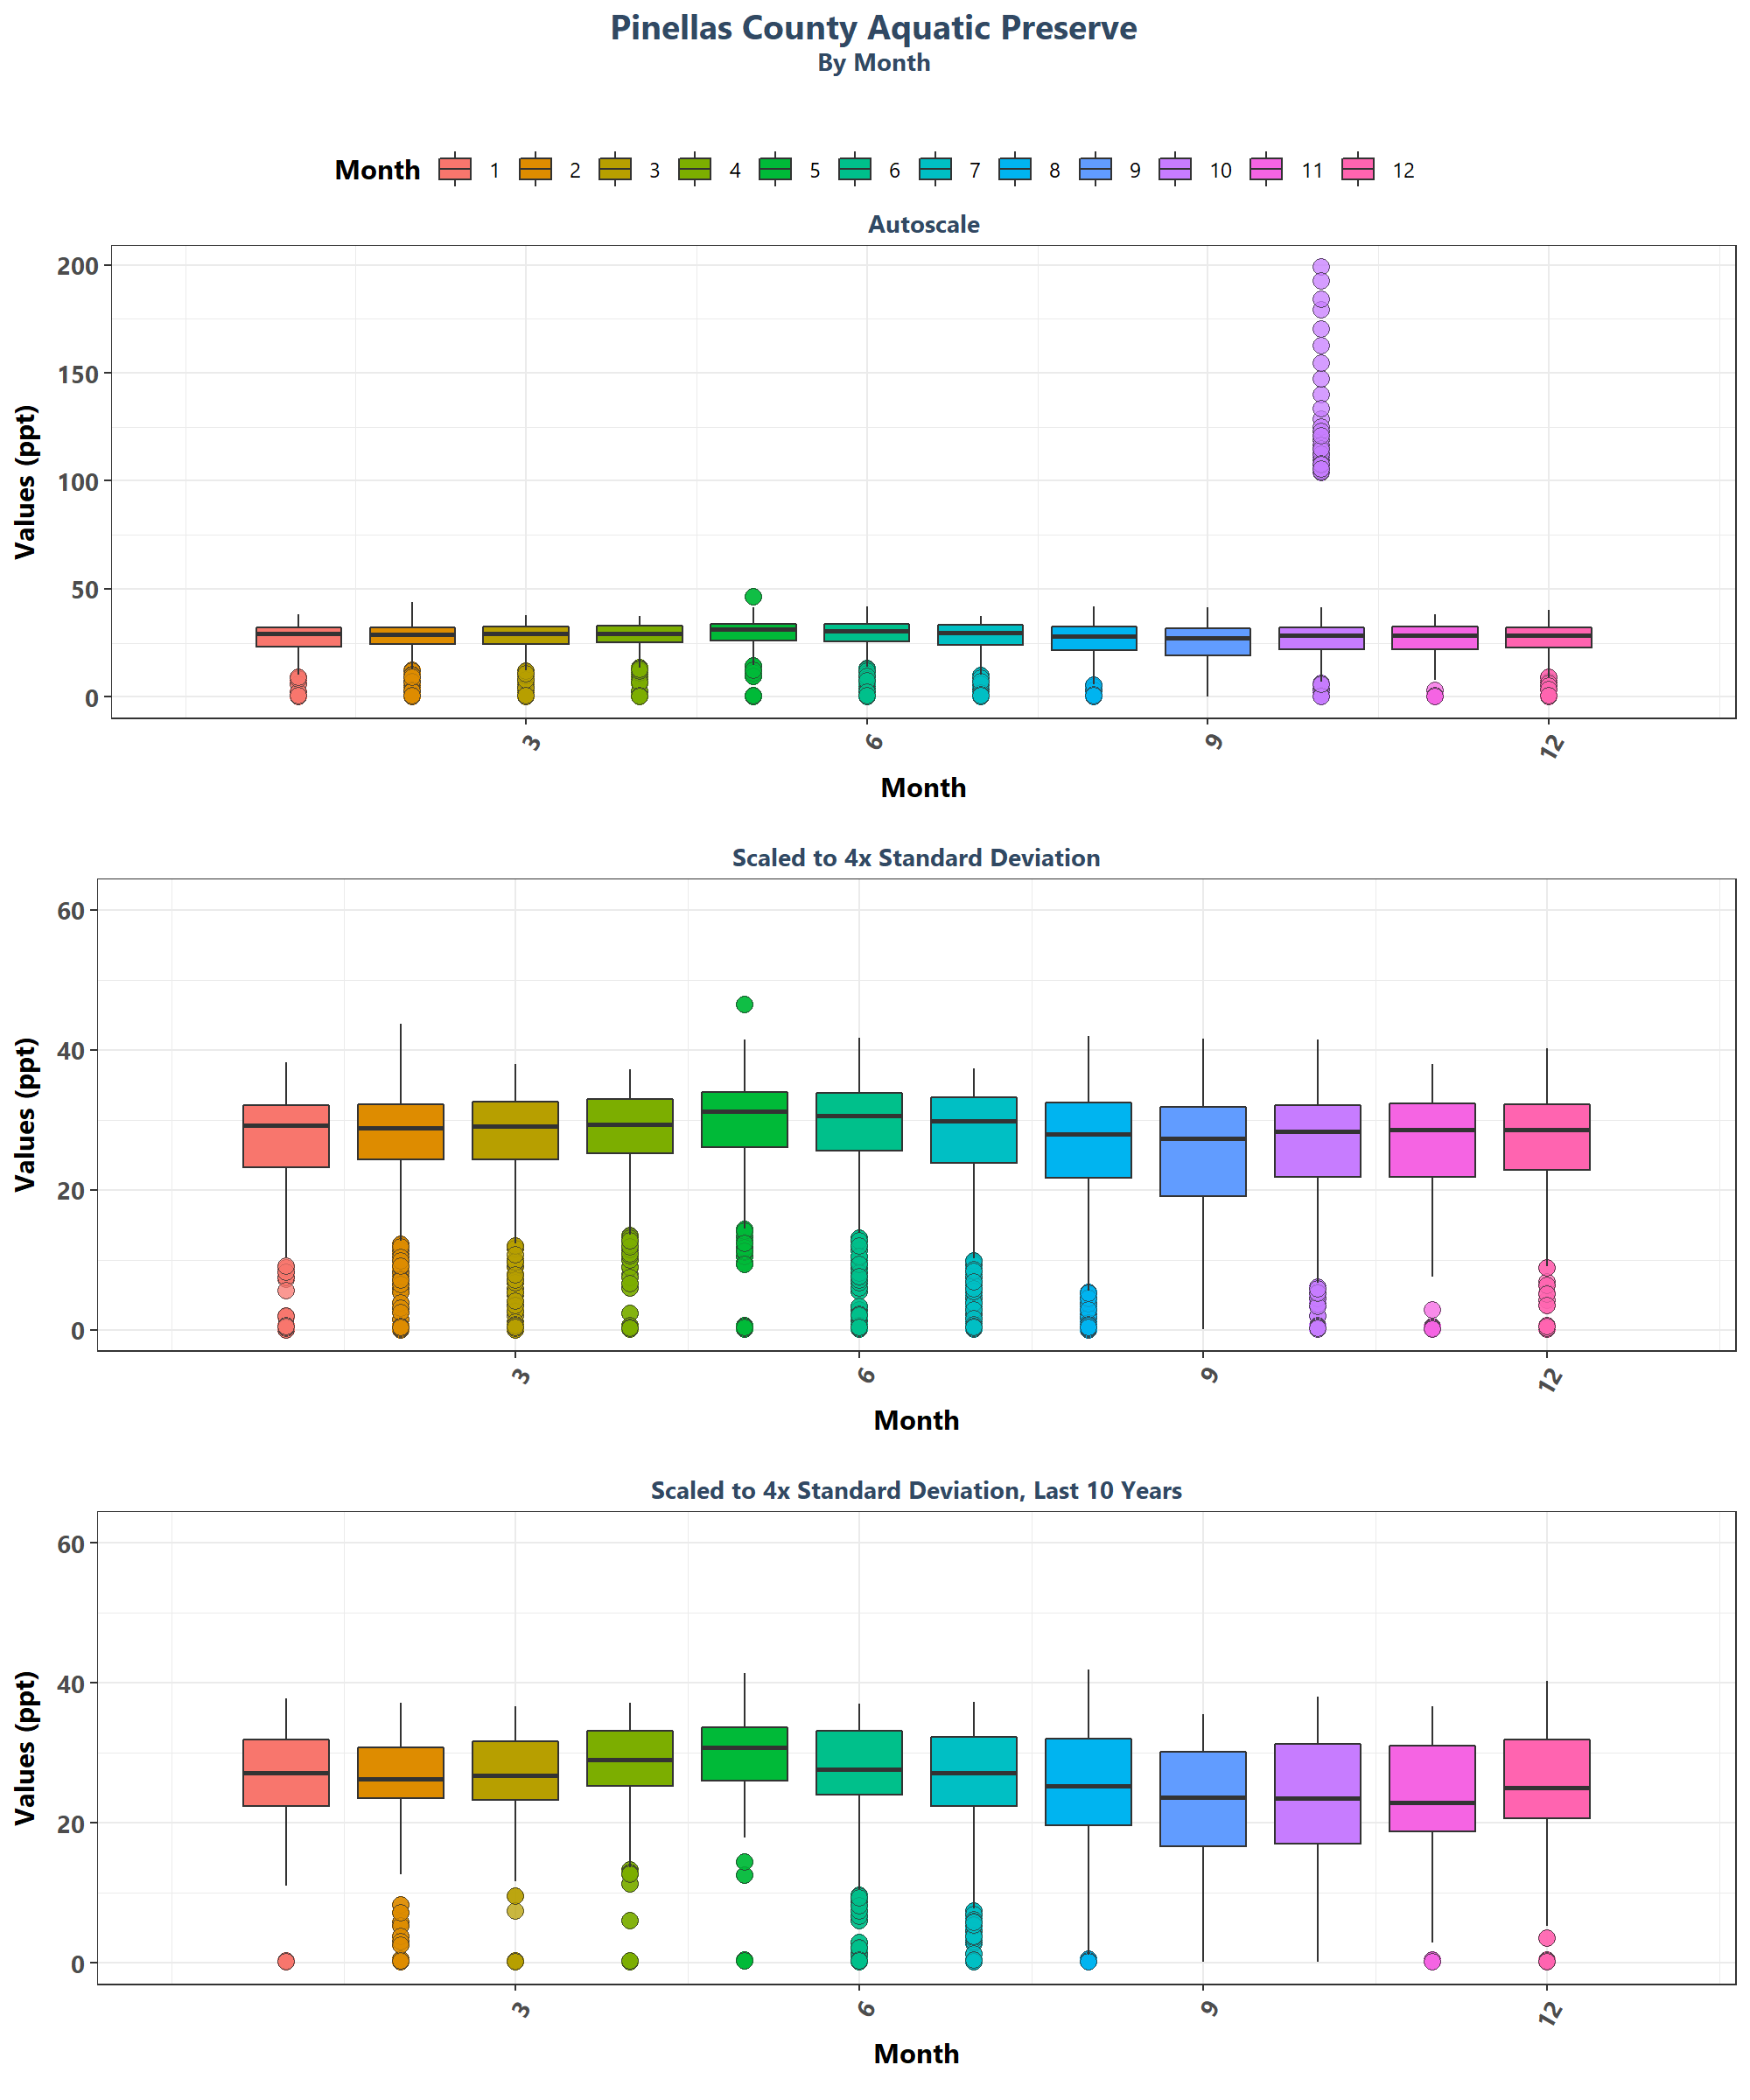 Pinellas County Aquatic Preserve
By Month
Month 1 2 3 4 5 6 7 8 9 10 11 12
Autoscale
Values (ppt)
200
150
100
50
0
3 6 9 12
Month
Scaled to 4x Standard Deviation
Values (ppt)
60
40
20
0
3 6 9 12
Month
Scaled to 4x Standard Deviation, Last 10 Years
Values (ppt)
60
40
20
0
3 6 9 12
Month